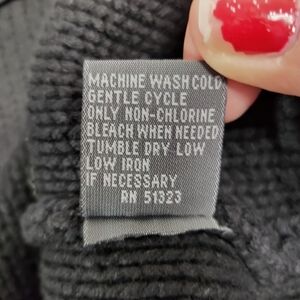 MACHINE WASH COLD
GENTLE CYCLE
ONLY NON-CHLORINE
BLEACH WHEN NEEDED
TUMBLE DRY LOW
LOW IRON
IF NECESSARY
RN 51323